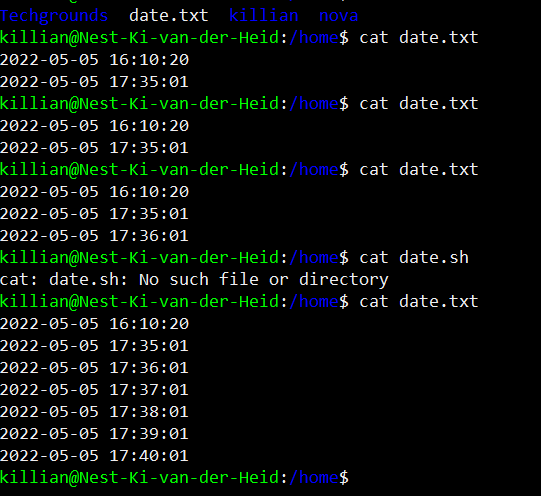 Techgrounds  date.txt  killian  nova
killian@Nest-Ki-van-der-Heid:/home$ cat date.txt
2022-05-05 16:10:20
2022-05-05 17:35:01
killian@Nest-Ki-van-der-Heid:/home$ cat date.txt
2022-05-05 16:10:20
2022-05-05 17:35:01
killian@Nest-Ki-van-der-Heid:/home$ cat date.txt
2022-05-05 16:10:20
2022-05-05 17:35:01
2022-05-05 17:36:01
killian@Nest-Ki-van-der-Heid:/home$ cat date.sh
cat: date.sh: No such file or directory
killian@Nest-Ki-van-der-Heid:/home$ cat date.txt
2022-05-05 16:10:20
2022-05-05 17:35:01
2022-05-05 17:36:01
2022-05-05 17:37:01
2022-05-05 17:38:01
2022-05-05 17:39:01
2022-05-05 17:40:01
killian@Nest-Ki-van-der-Heid:/home$